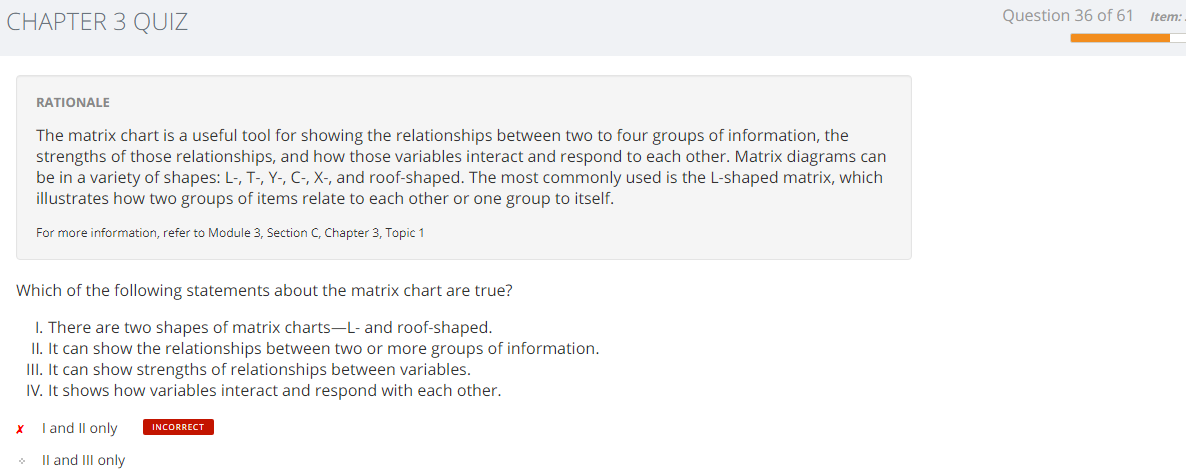 CHAPTER 3 QUIZ
Question 36 of 61 Item:
RATIONALE
The matrix chart is a useful tool for showing the relationships between two to four groups of information, the
strengths of those relationships, and how those variables interact and respond to each other. Matrix diagrams can
be in a variety of shapes: L-, T-, Y-, C-, X-, and roof-shaped. The most commonly used is the L-shaped matrix, which
illustrates how two groups of items relate to each other or one group to itself.
For more information, refer to Module 3, Section C, Chapter 3, Topic 1
Which of the following statements about the matrix chart are true?
I. There are two shapes of matrix charts—L- and roof-shaped.
II. It can show the relationships between two or more groups of information.
III. It can show strengths of relationships between variables.
IV. It shows how variables interact and respond with each other.
✗ I and II only INCORRECT
II and III only